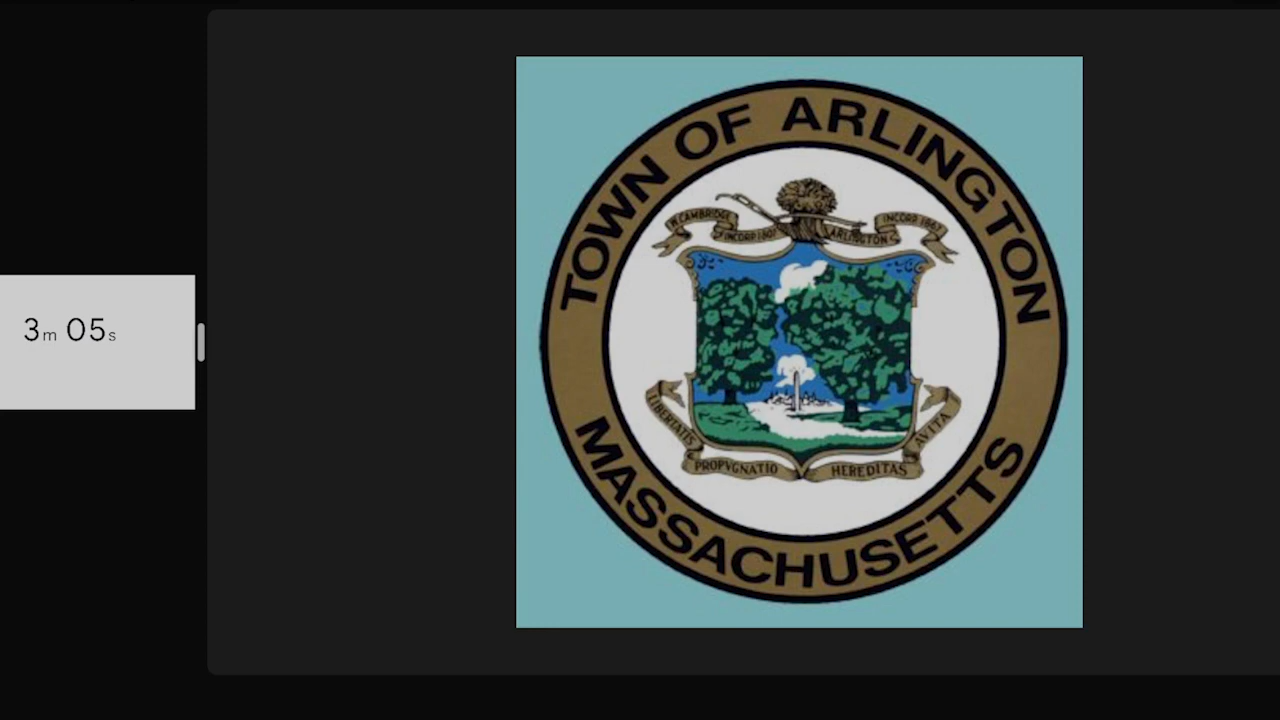 TOWN OF ARLINGTON
W. CAMBRIDGE
INCORP. 1807
ARLINGTON
INCORP. 1867
3m 05s
LIBERTATIS
PROPVGNATIO
HEREDITAS
AVITA
MASSACHUSETTS